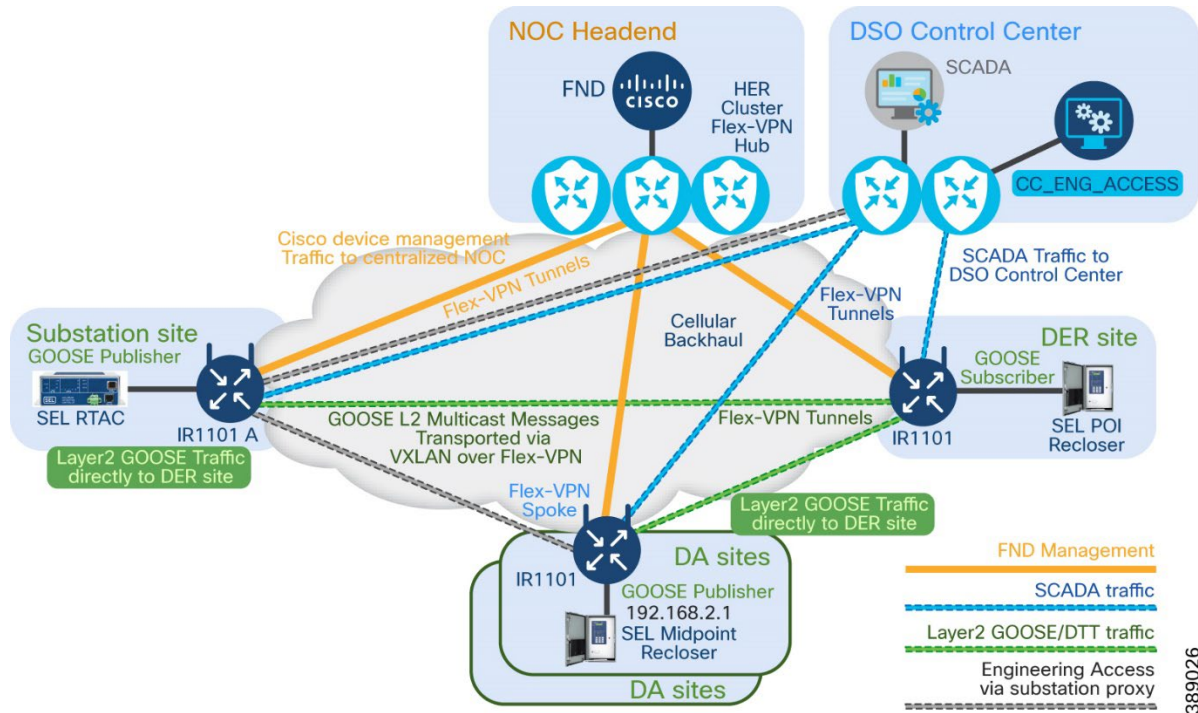 NOC Headend
FND
CISCO
HER
Cluster
Flex-VPN
Hub
DSO Control Center
SCADA
CC_ENG_ACCESS
Cisco device management
Traffic to centralized NOC
Flex-VPN Tunnels
SCADA Traffic to
DSO Control Center
Flex-VPN
Tunnels
Cellular
Backhaul
Substation site
GOOSE Publisher
SEL
SEL RTAC
IR1101 A
Layer2 GOOSE Traffic
directly to DER site
GOOSE L2 Multicast Messages
Transported via
VXLAN over Flex-VPN
Flex-VPN Tunnels
DER site
GOOSE
Subscriber
IR1101
SEL POI
Recloser
Flex-VPN
Spoke
Layer2 GOOSE Traffic
directly to DER site
DA sites
IR1101
GOOSE Publisher
192.168.2.1
SEL Midpoint
Recloser
DA sites
FND Management
SCADA traffic
Layer2 GOOSE/DTT traffic
Engineering Access
via substation proxy
389026